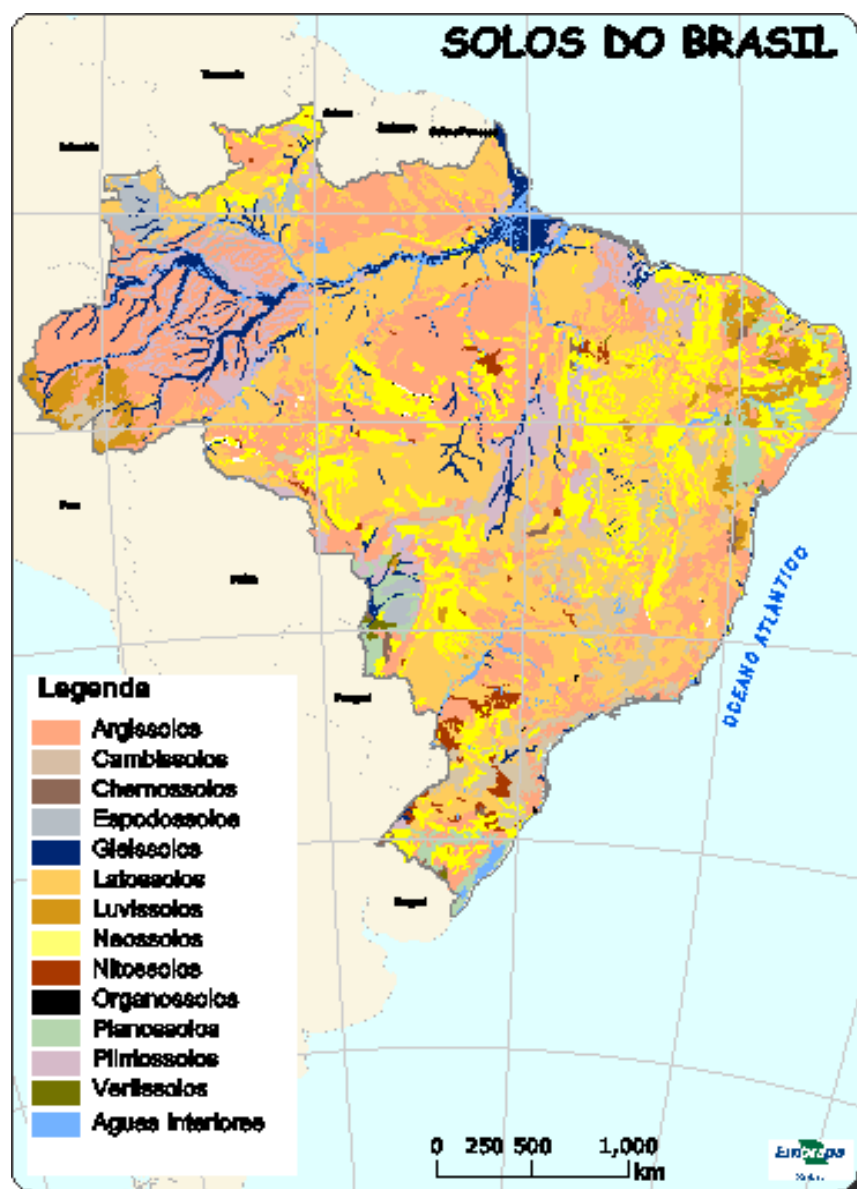 SOLOS DO BRASIL
OCEANO ATLÂNTICO
Legenda
Argissolos
Cambissolos
Chernossolos
Espodossolos
Gleissolos
Latossolos
Luvissolos
Neossolos
Nitossolos
Organossolos
Planossolos
Plintossolos
Vertissolos
Aguas Interiores
0 250 500 1,000
km
Embrapa